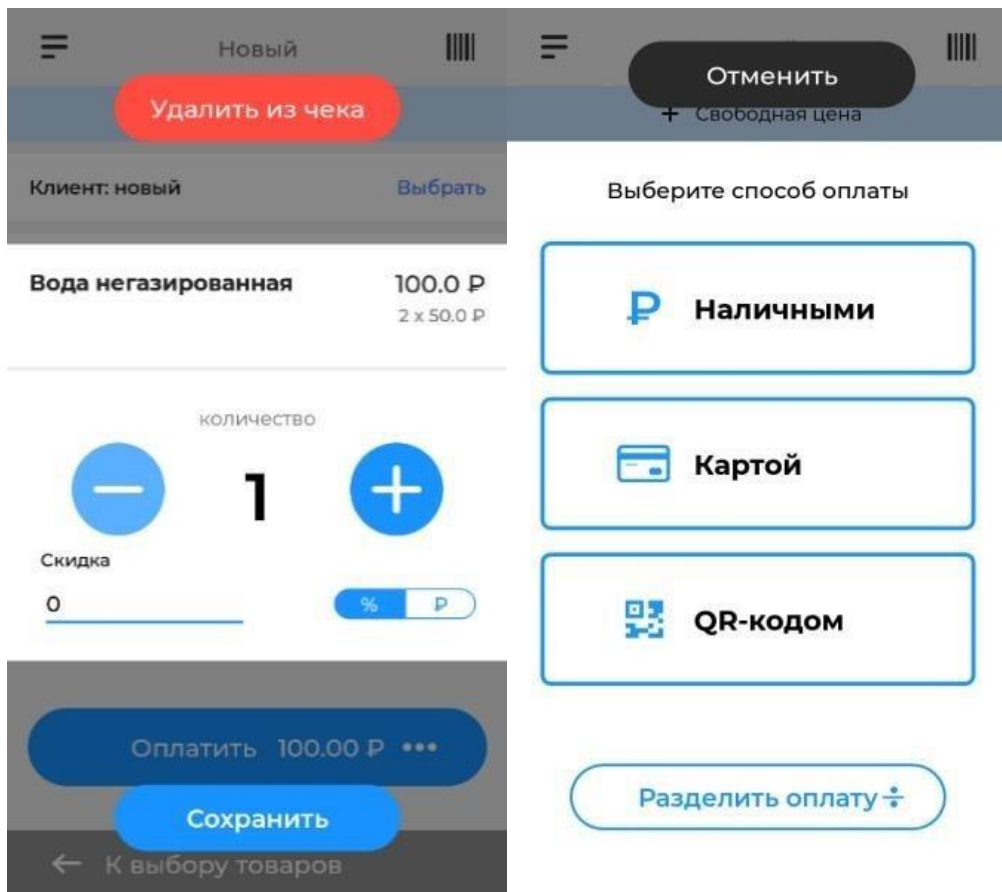 Новый
Удалить из чека
Клиент: новый Выбрать
Вода негазированная 100.0 ₽
2 x 50.0 ₽
количество
1
Скидка
0 % ₽
Оплатить 100.00 ₽ •••
Сохранить
← К выбору товаров
Отменить
+ Свободная цена
Выберите способ оплаты
₽ Наличными
Картой
QR-кодом
Разделить оплату ÷